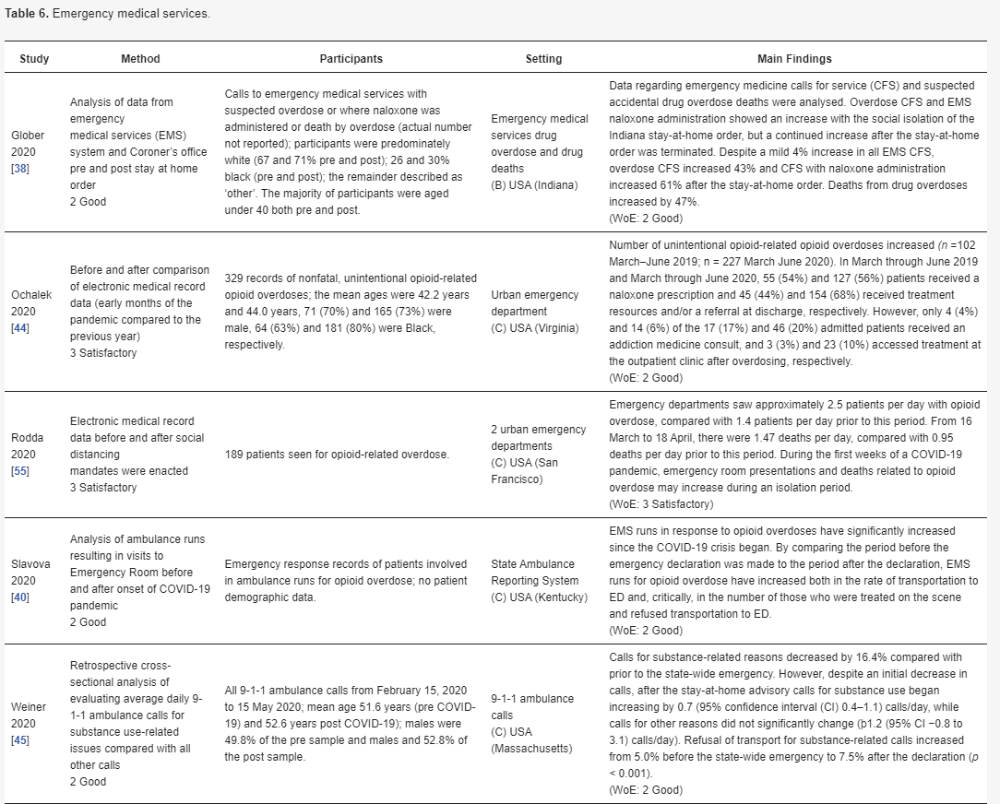 Table 6. Emergency medical services.
Study
Method
Participants
Setting
Main Findings
Glober
2020
[38]
Analysis of data from
emergency
medical services (EMS)
system and Coroner’s office
pre and post stay at home
order
2 Good
Calls to emergency medical services with
suspected overdose or where naloxone was
administered or death by overdose (actual number
not reported); participants were predominately
white (67 and 71% pre and post); 26 and 30%
black (pre and post); the remainder described as
‘other’. The majority of participants were aged
under 40 both pre and post.
Emergency medical
services drug
overdose and drug
deaths
(B) USA (Indiana)
Data regarding emergency medicine calls for service (CFS) and suspected
accidental drug overdose deaths were analysed. Overdose CFS and EMS
naloxone administration showed an increase with the social isolation of the
Indiana stay-at-home order, but a continued increase after the stay-at-home
order was terminated. Despite a mild 4% increase in all EMS CFS,
overdose CFS increased 43% and CFS with naloxone administration
increased 61% after the stay-at-home order. Deaths from drug overdoses
increased by 47%.
(WoE: 2 Good)
Ochalek
2020
[44]
Before and after comparison
of electronic medical record
data (early months of the
pandemic compared to the
previous year)
3 Satisfactory
329 records of nonfatal, unintentional opioid-related
opioid overdoses; the mean ages were 42.2 years
and 44.0 years, 71 (70%) and 165 (73%) were
male, 64 (63%) and 181 (80%) were Black,
respectively.
Urban emergency
department
(C) USA (Virginia)
Number of unintentional opioid-related opioid overdoses increased (n =102
March–June 2019; n = 227 March June 2020). In March through June 2019
and March through June 2020, 55 (54%) and 127 (56%) patients received a
naloxone prescription and 45 (44%) and 154 (68%) received treatment
resources and/or a referral at discharge, respectively. However, only 4 (4%)
and 14 (6%) of the 17 (17%) and 46 (20%) admitted patients received an
addiction medicine consult, and 3 (3%) and 23 (10%) accessed treatment at
the outpatient clinic after overdosing, respectively.
(WoE: 2 Good)
Rodda
2020
[55]
Electronic medical record
data before and after social
distancing
mandates were enacted
3 Satisfactory
189 patients seen for opioid-related overdose.
2 urban emergency
departments
(C) USA (San
Francisco)
Emergency departments saw approximately 2.5 patients per day with opioid
overdose, compared with 1.4 patients per day prior to this period. From 16
March to 18 April, there were 1.47 deaths per day, compared with 0.95
deaths per day prior to this period. During the first weeks of a COVID-19
pandemic, emergency room presentations and deaths related to opioid
overdose may increase during an isolation period.
(WoE: 3 Satisfactory)
Slavova
2020
[40]
Analysis of ambulance runs
resulting in visits to
Emergency Room before
and after onset of COVID-19
pandemic
2 Good
Emergency response records of patients involved
in ambulance runs for opioid overdose; no patient
demographic data.
State Ambulance
Reporting System
(C) USA (Kentucky)
EMS runs in response to opioid overdoses have significantly increased
since the COVID-19 crisis began. By comparing the period before the
emergency declaration was made to the period after the declaration, EMS
runs for opioid overdose have increased both in the rate of transportation to
ED and, critically, in the number of those who were treated on the scene
and refused transportation to ED.
(WoE: 2 Good)
Weiner
2020
[45]
Retrospective cross-
sectional analysis of
evaluating average daily 9-
1-1 ambulance calls for
substance use-related
issues compared with all
other calls
2 Good
All 9-1-1 ambulance calls from February 15, 2020
to 15 May 2020; mean age 51.6 years (pre COVID-
19) and 52.6 years post COVID-19); males were
49.8% of the pre sample and males and 52.8% of
the post sample.
9-1-1 ambulance
calls
(C) USA
(Massachusetts)
Calls for substance-related reasons decreased by 16.4% compared with
prior to the state-wide emergency. However, despite an initial decrease in
calls, after the stay-at-home advisory calls for substance use began
increasing by 0.7 (95% confidence interval (CI) 0.4–1.1) calls/day, while
calls for other reasons did not significantly change (þ1.2 (95% CI −0.8 to
3.1) calls/day). Refusal of transport for substance-related calls increased
from 5.0% before the state-wide emergency to 7.5% after the declaration (p
< 0.001).
(WoE: 2 Good)